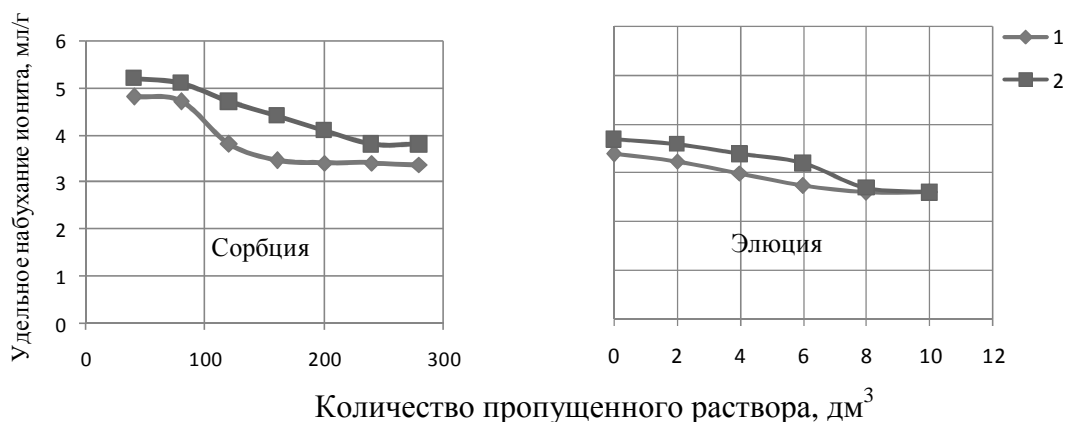 Удельное набухание ионига, мл/г
6
5
4
3
2
1
0
0 100 200 300
Сорбция
Элюция
0 2 4 6 8 10 12
1
2
Количество пропущенного раствора, дм³